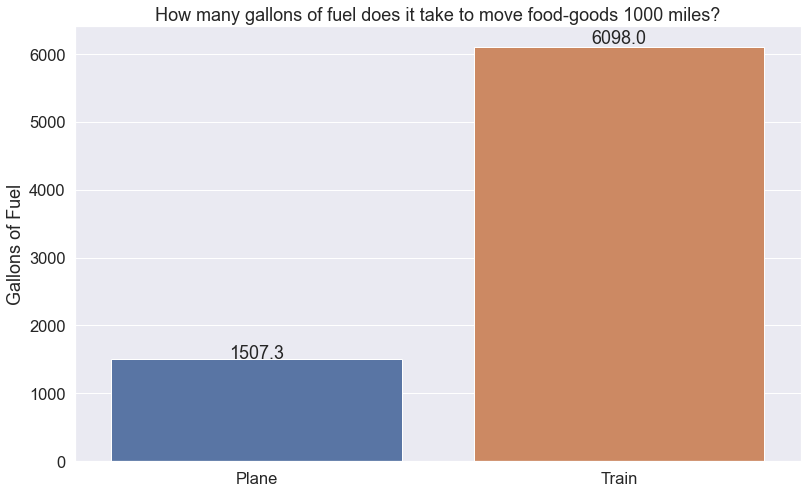 How many gallons of fuel does it take to move food-goods 1000 miles?
6098.0
6000
5000
4000
3000
2000
1000
0
Gallons of Fuel
1507.3
Plane
Train